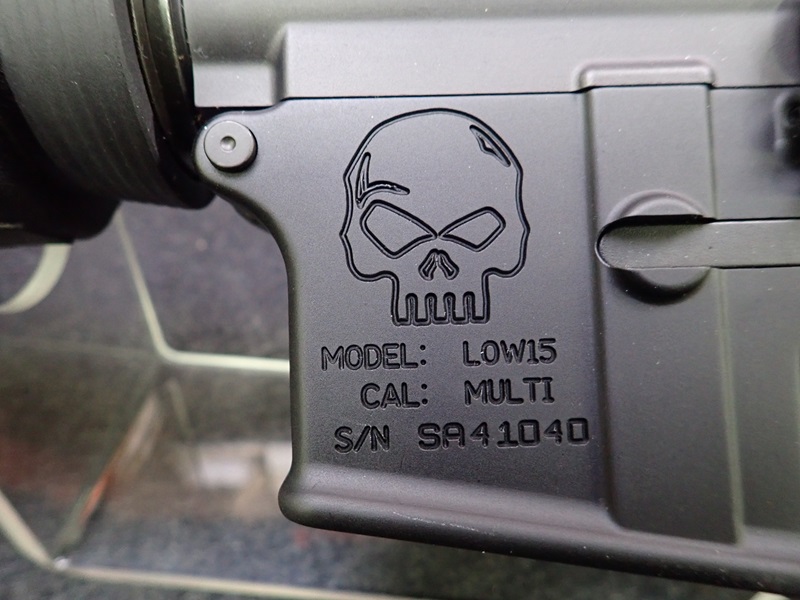 MODEL: LOW15
CAL: MULTI
S/N SA41040